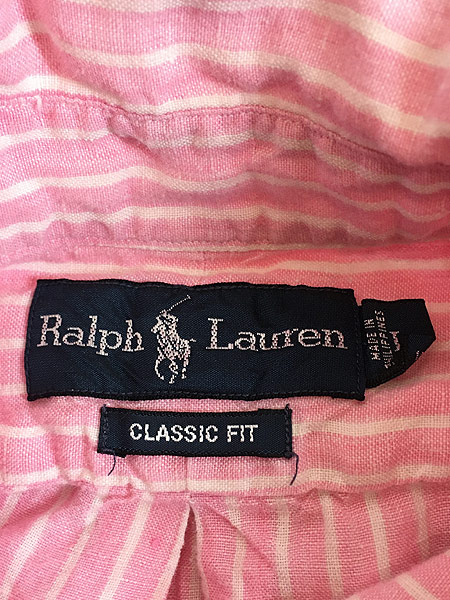 Ralph Lauren
MADE IN
PHILIPPINES
CLASSIC FIT